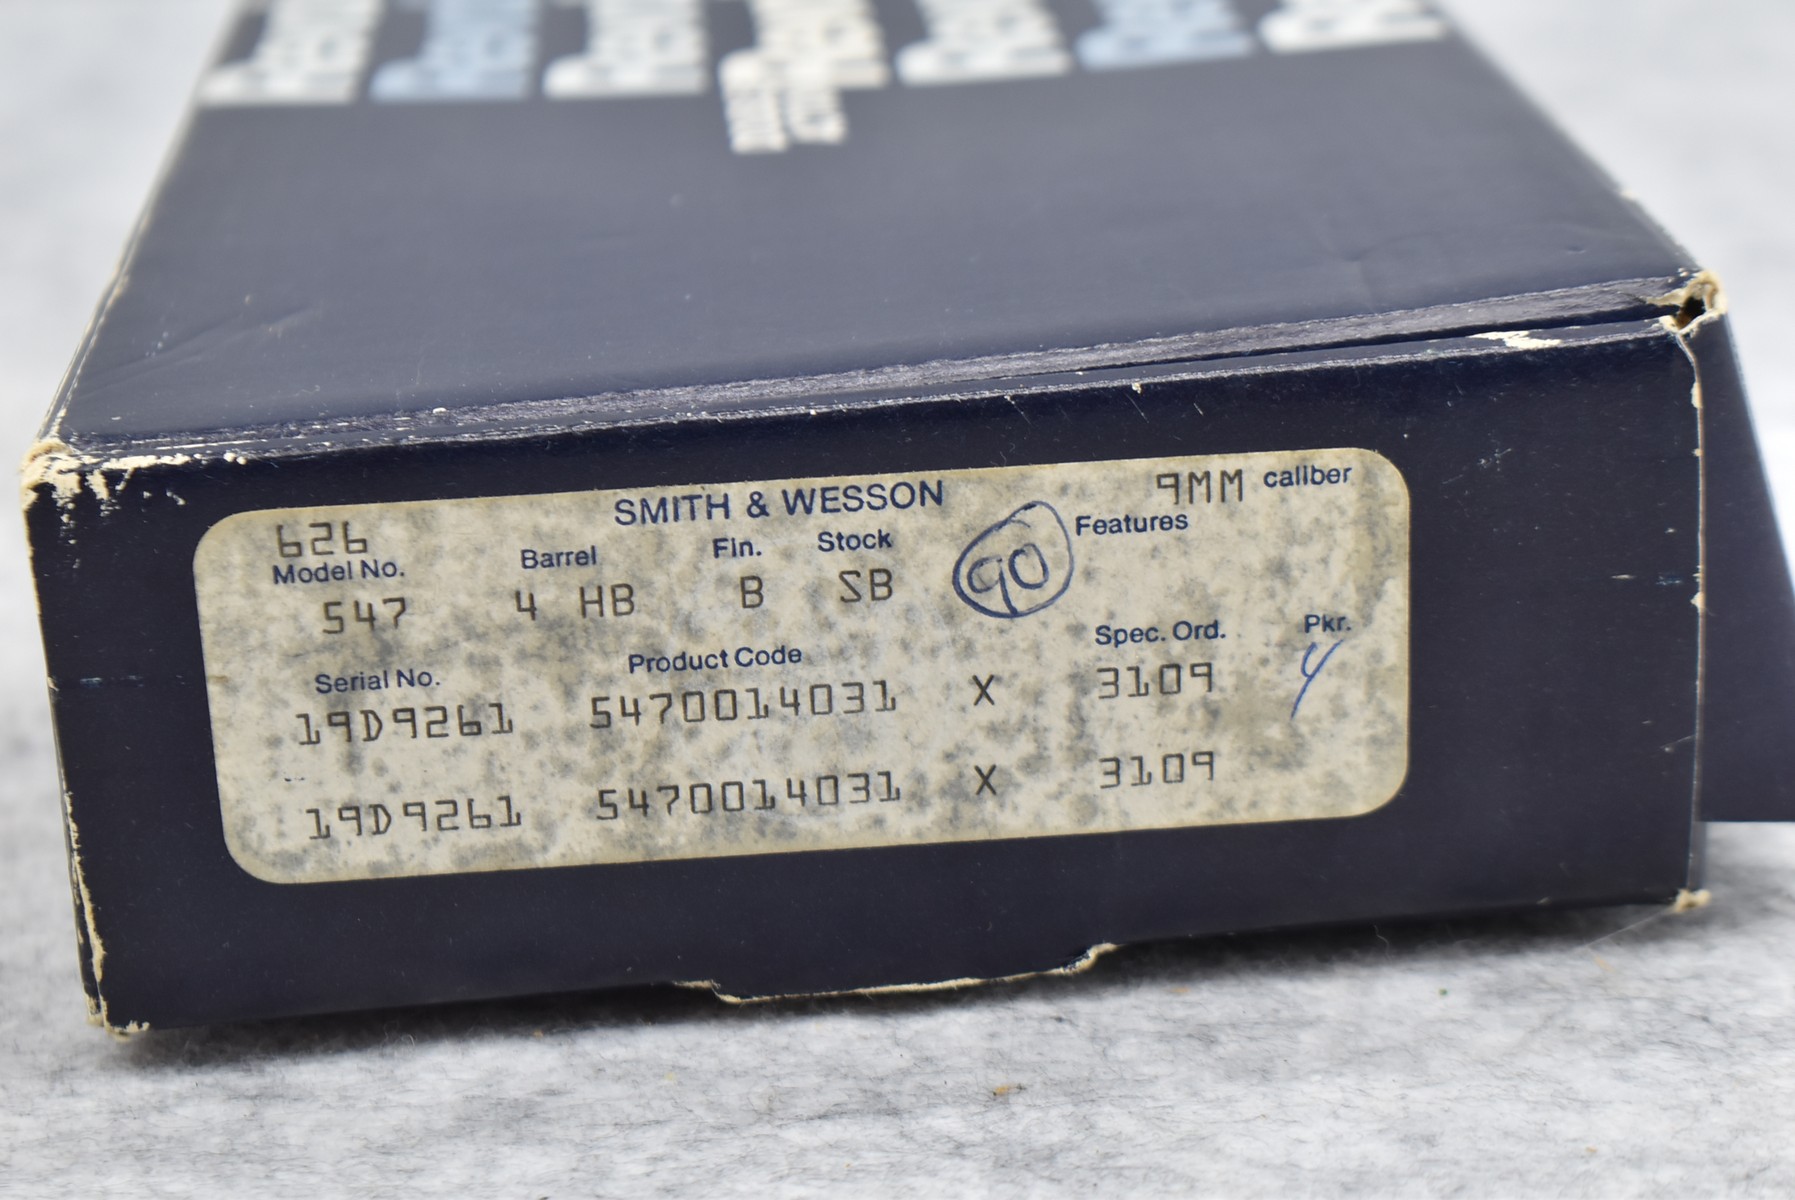 SMITH & WESSON
9MM caliber
626
Model No. Barrel Fin. Stock 90 Features
547 4 HB B SB
Serial No. Product Code Spec. Ord. Pkr.
19D9261 5470014031 X 3109
19D9261 5470014031 X 3109